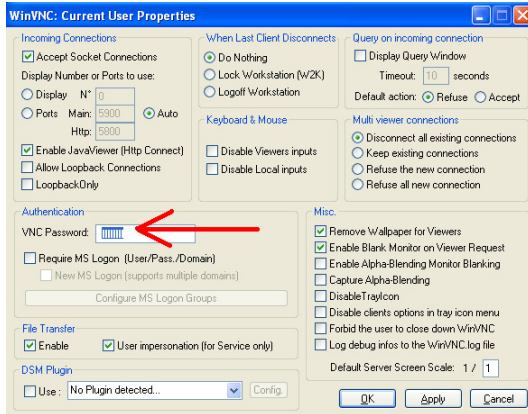 WinVNC: Current User Properties
Incoming Connections
Accept Socket Connections
Display Number or Ports to use:
Display N° 0
Ports Main: 5900 Auto
Http: 5800
Enable JavaViewer (Http Connect)
Allow Loopback Connections
LoopbackOnly
When Last Client Disconnects
Do Nothing
Lock Workstation (W2K)
Logoff Workstation
Keyboard & Mouse
Disable Viewers inputs
Disable Local inputs
Query on incoming connection
Display Query Window
Timeout: 10 seconds
Default action: Refuse Accept
Multi viewer connections
Disconnect all existing connections
Keep existing connections
Refuse the new connection
Refuse all new connection
Authentication
VNC Password:
Require MS Logon (User/Pass./Domain)
New MS Logon (supports multiple domains)
Configure MS Logon Groups
File Transfer
Enable User impersonation (for Service only)
DSM Plugin
Use : No Plugin detected... Config.
Misc.
Remove Wallpaper for Viewers
Enable Blank Monitor on Viewer Request
Enable Alpha-Blending Monitor Blanking
Capture Alpha-Blending
DisableTrayIcon
Disable clients options in tray icon menu
Forbid the user to close down WinVNC
Log debug infos to the WinVNC.log file
Default Server Screen Scale: 1 / 1
OK Apply Cancel